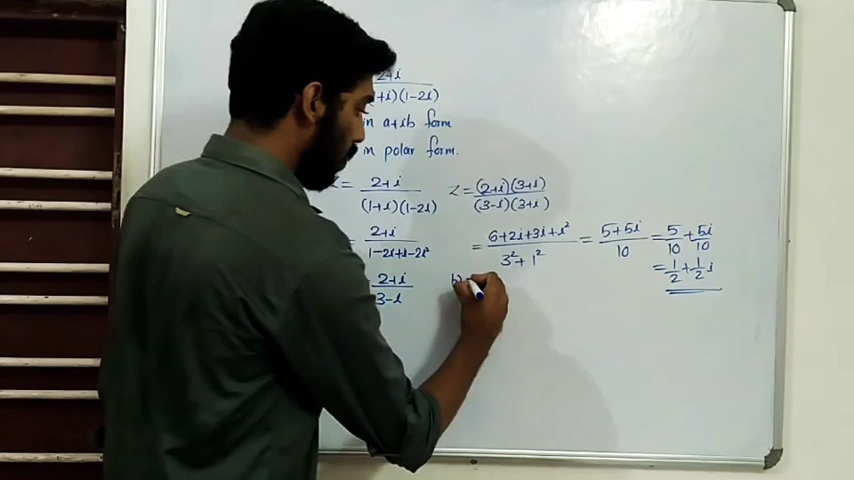 2+i
+i)(1-2i)
in a+ib form
in polar form.
= 2+i / (1+i)(1-2i)
2+i / 1-2i+i-2i²
2+i / 3-i
Z = (2+i)(3+i) / (3-i)(3+i)
= 6+2i+3i+i² / 3²+1² = 5+5i / 10 = 5/10 + 5i/10
= 1/2 + 1/2 i
b)